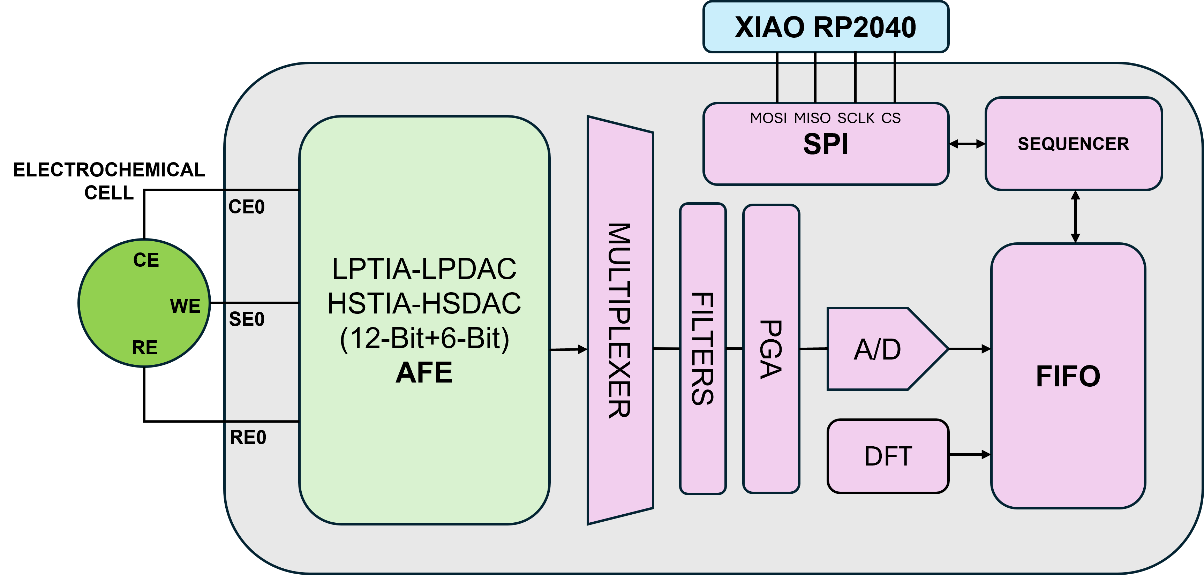 XIAO RP2040
MOSI MISO SCLK CS
SPI
SEQUENCER
ELECTROCHEMICAL
CELL
CE0
CE
WE
SE0
RE
RE0
LPTIA-LPDAC
HSTIA-HSDAC
(12-Bit+6-Bit)
AFE
MULTIPLEXER
FILTERS
PGA
A/D
DFT
FIFO